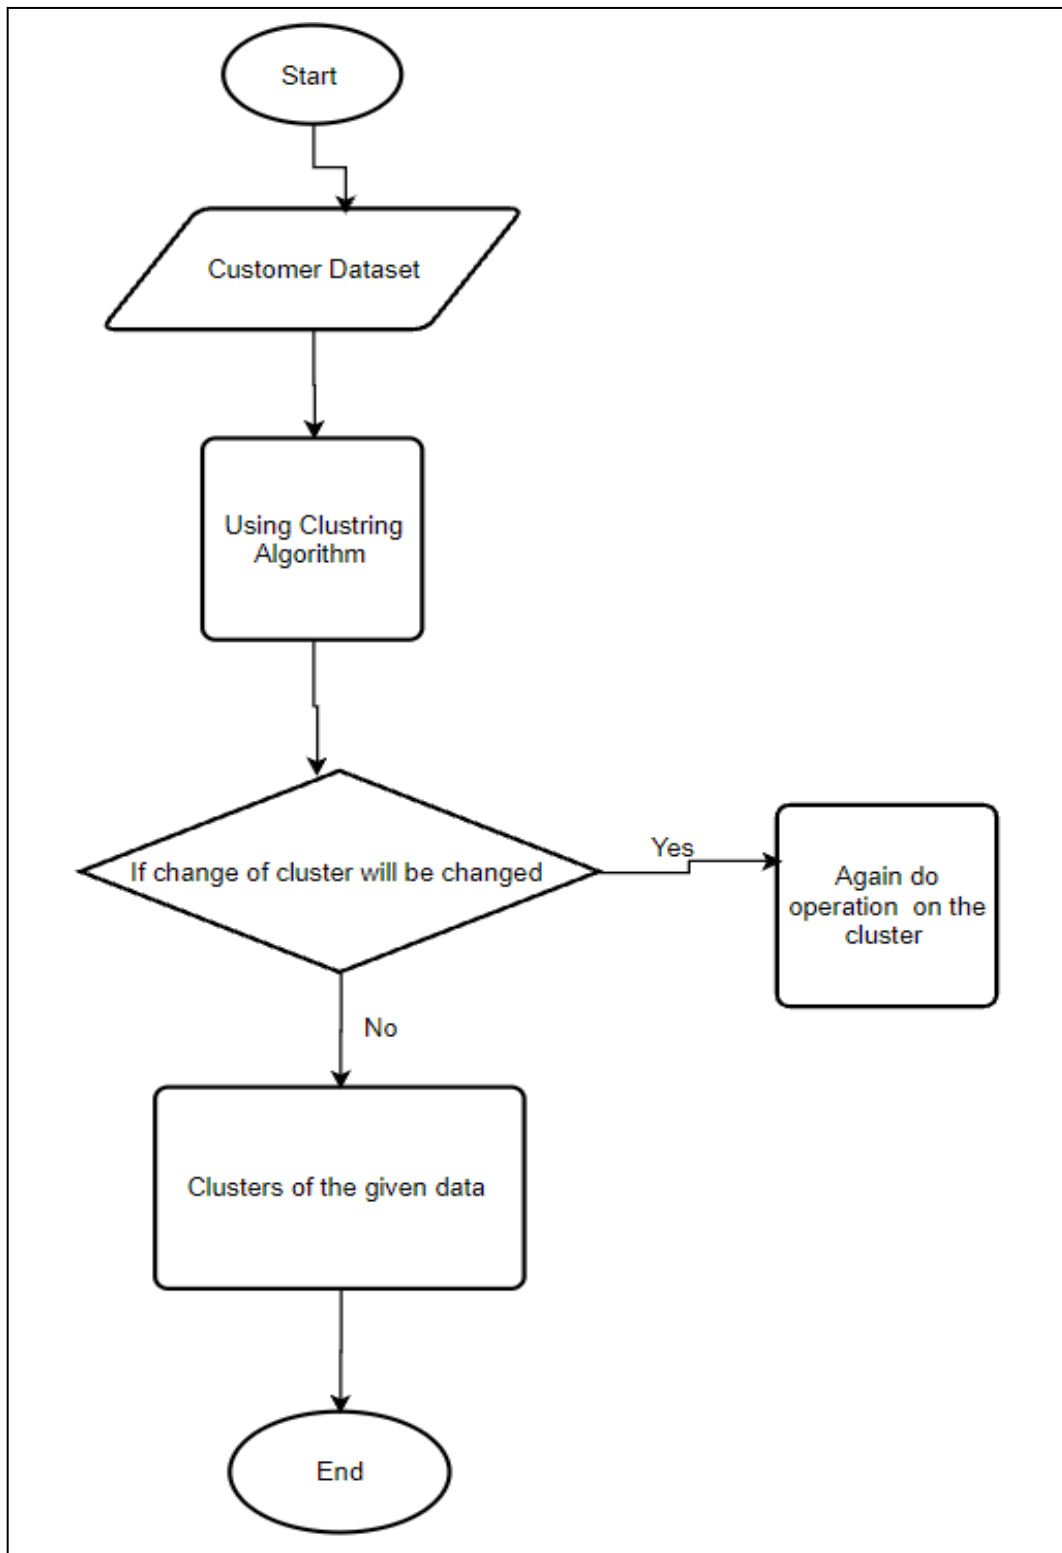 Start
Customer Dataset
Using Clustring
Algorithm
If change of cluster will be changed
Yes
Again do
operation on the
cluster
No
Clusters of the given data
End